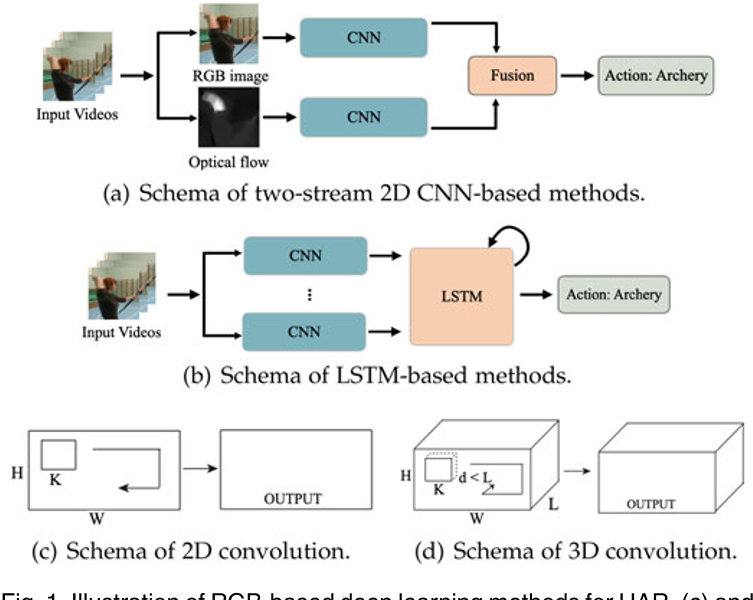 CNN
RGB image
Fusion
Action: Archery
Input Videos
CNN
Optical flow
(a) Schema of two-stream 2D CNN-based methods.
CNN
LSTM
Action: Archery
Input Videos
CNN
(b) Schema of LSTM-based methods.
H
K
W
OUTPUT
H
K
d < L
W
L
OUTPUT
(c) Schema of 2D convolution.
(d) Schema of 3D convolution.
Fig. 1. Illustration of RGB-based deep learning methods for HAR. (c) and